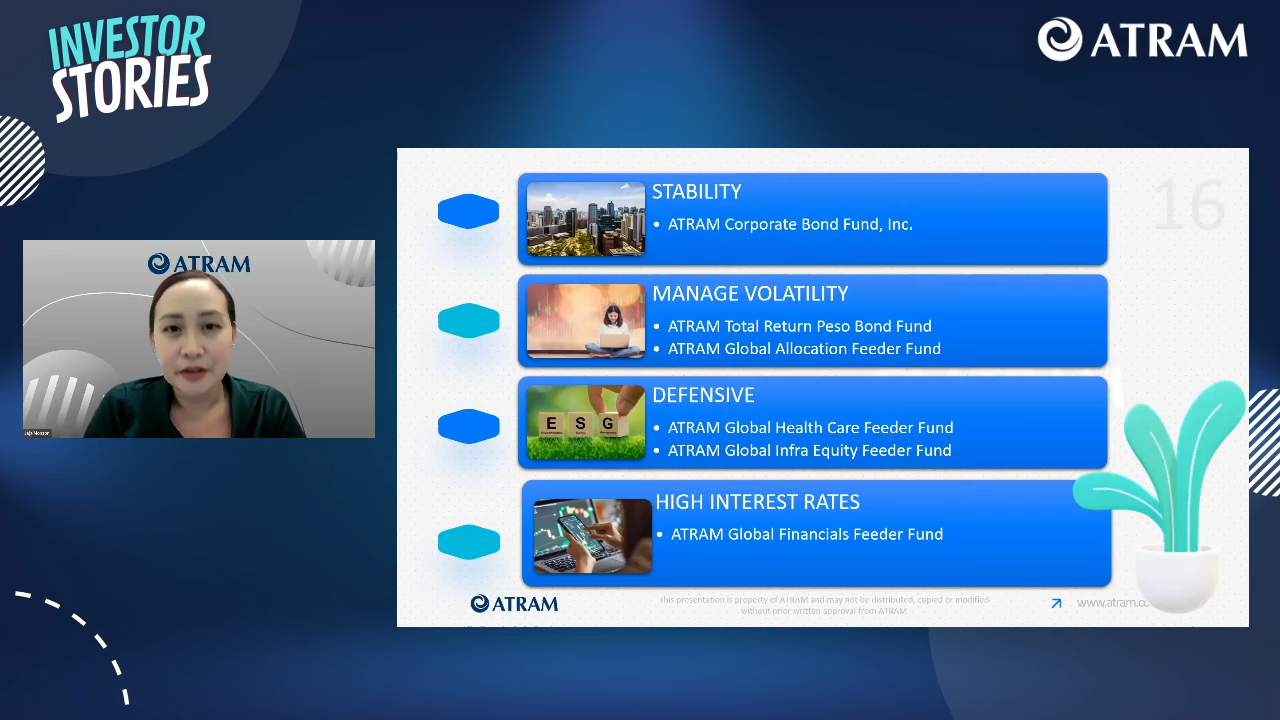 INVESTOR
STORIES
ATRAM
ATRAM
16
STABILITY
• ATRAM Corporate Bond Fund, Inc.
MANAGE VOLATILITY
• ATRAM Total Return Peso Bond Fund
• ATRAM Global Allocation Feeder Fund
DEFENSIVE
E S G
• ATRAM Global Health Care Feeder Fund
• ATRAM Global Infra Equity Feeder Fund
HIGH INTEREST RATES
• ATRAM Global Financials Feeder Fund
ATRAM
This presentation is property of ATRAM and may not be distributed, copied or modified
without prior written approval from ATRAM
www.atram.co